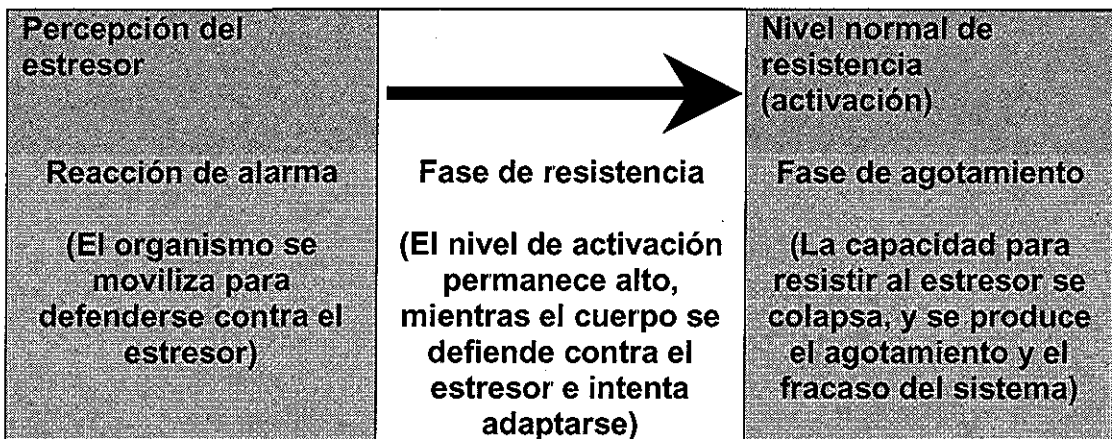 Percepción del
estresor
Nivel normal de
resistencia
(activación)
Reacción de alarma
(El organismo se
moviliza para
defenderse contra el
estresor)
Fase de resistencia
(El nivel de activación
permanece alto,
mientras el cuerpo se
defiende contra el
estresor e intenta
adaptarse)
Fase de agotamiento
(La capacidad para
resistir al estresor se
colapsa, y se produce
el agotamiento y el
fracaso del sistema)